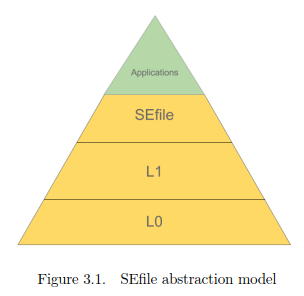 Applications
SEfile
L1
L0
Figure 3.1. SEfile abstraction model